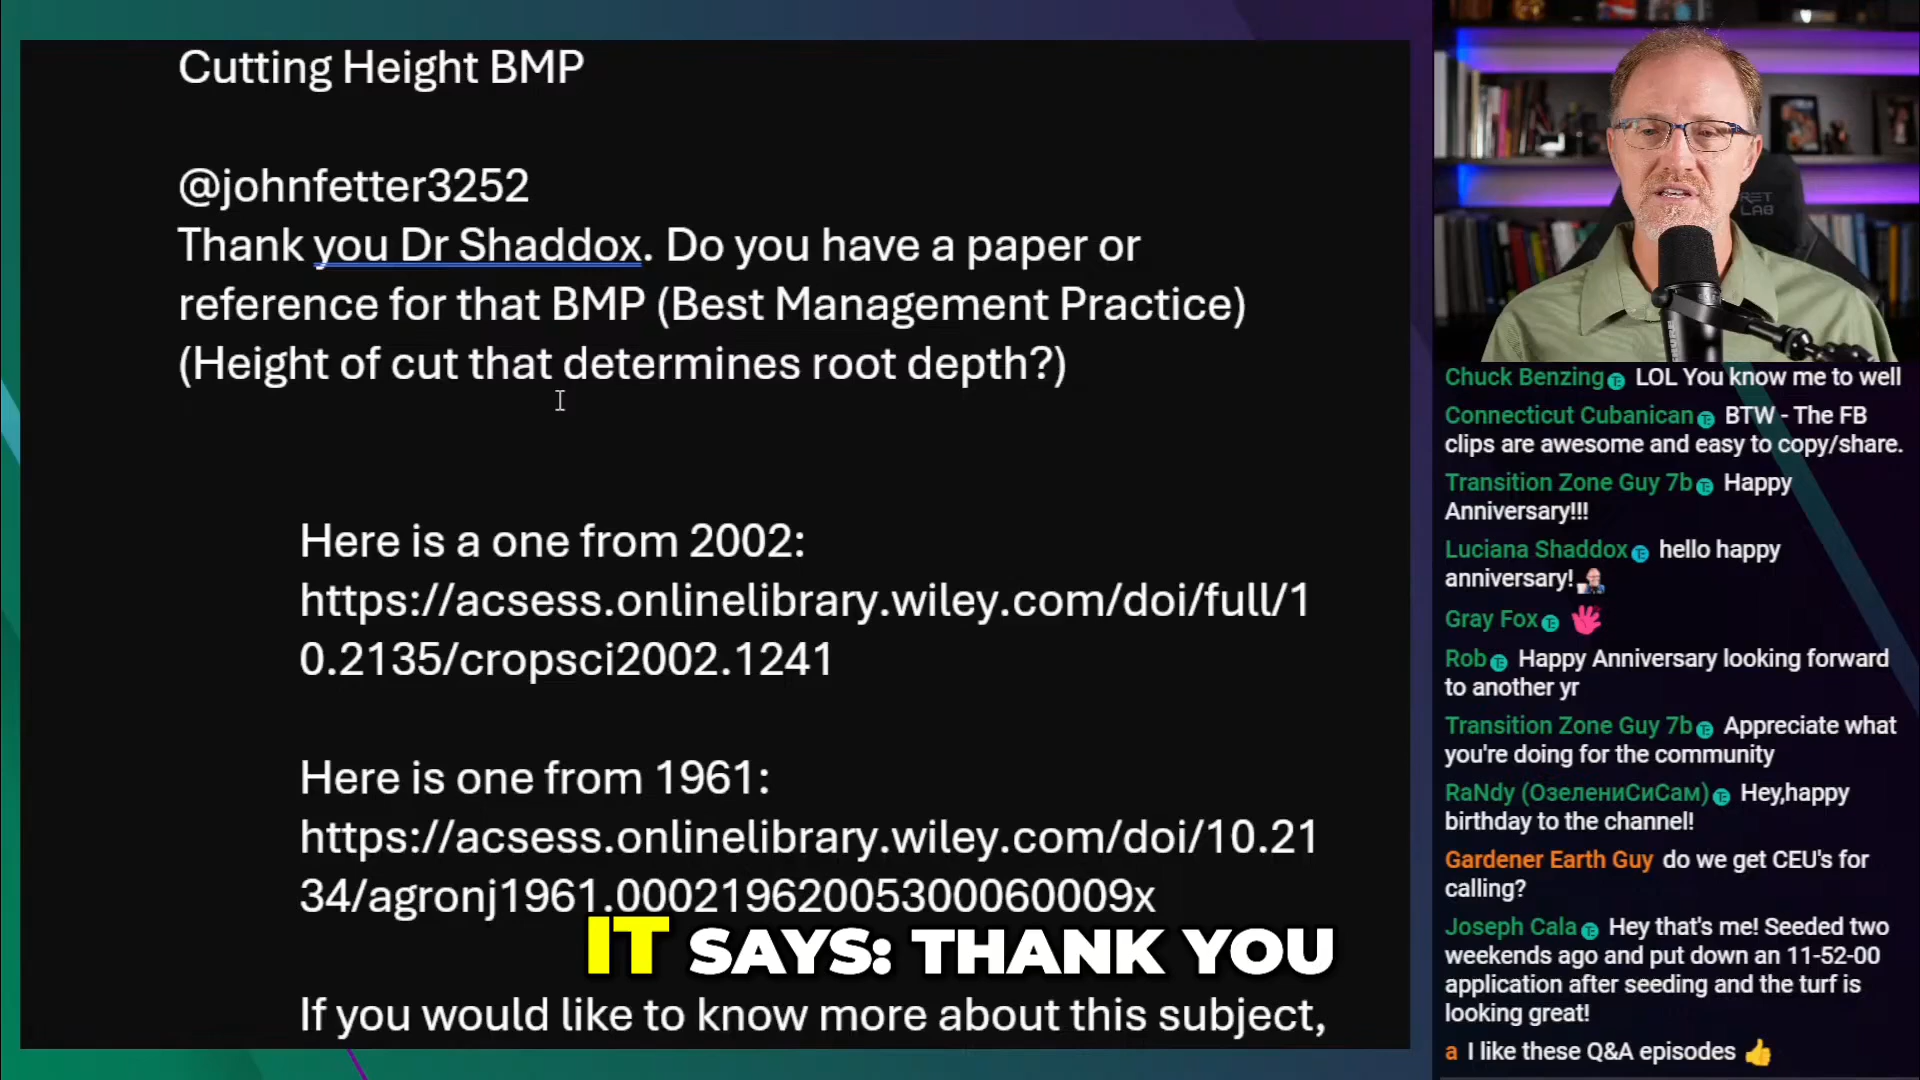 Cutting Height BMP
@johnfetter3252
Thank you Dr Shaddox. Do you have a paper or
reference for that BMP (Best Management Practice)
(Height of cut that determines root depth?)
Here is a one from 2002:
https://acsess.onlinelibrary.wiley.com/doi/full/1
0.2135/cropsci2002.1241
Here is one from 1961:
https://acsess.onlinelibrary.wiley.com/doi/10.21
34/agronj1961.00021962005300060009x
If you would like to know more about this subject,
IT SAYS: THANK YOU
RET
LAB
Chuck Benzing LOL You know me to well
Connecticut Cubanican BTW - The FB
clips are awesome and easy to copy/share.
Transition Zone Guy 7b Happy
Anniversary!!!
Luciana Shaddox hello happy
anniversary!
Gray Fox
Rob Happy Anniversary looking forward
to another yr
Transition Zone Guy 7b Appreciate what
you're doing for the community
RaNdy (ОзелениСиСам) Hey,happy
birthday to the channel!
Gardener Earth Guy do we get CEU's for
calling?
Joseph Cala Hey that's me! Seeded two
weekends ago and put down an 11-52-00
application after seeding and the turf is
looking great!
a I like these Q&A episodes 👍